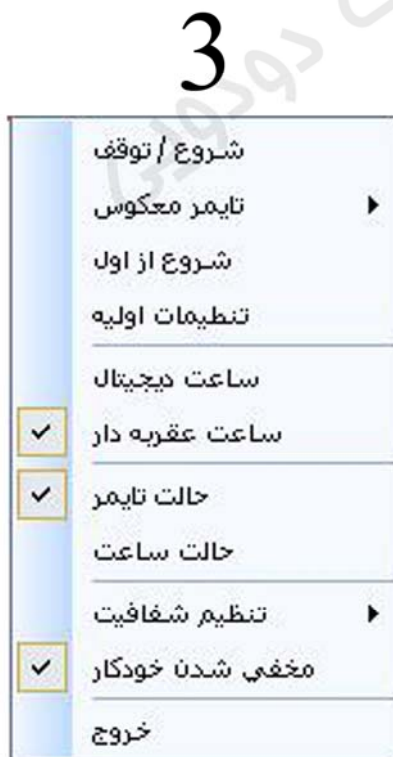 3
شروع / توقف
تایمر معکوس
شروع از اول
تنظیمات اولیه
ساعت دیجیتال
ساعت عقربه دار
حالت تایمر
حالت ساعت
تنظیم شفافیت
مخفي شدن خودکار
خروج